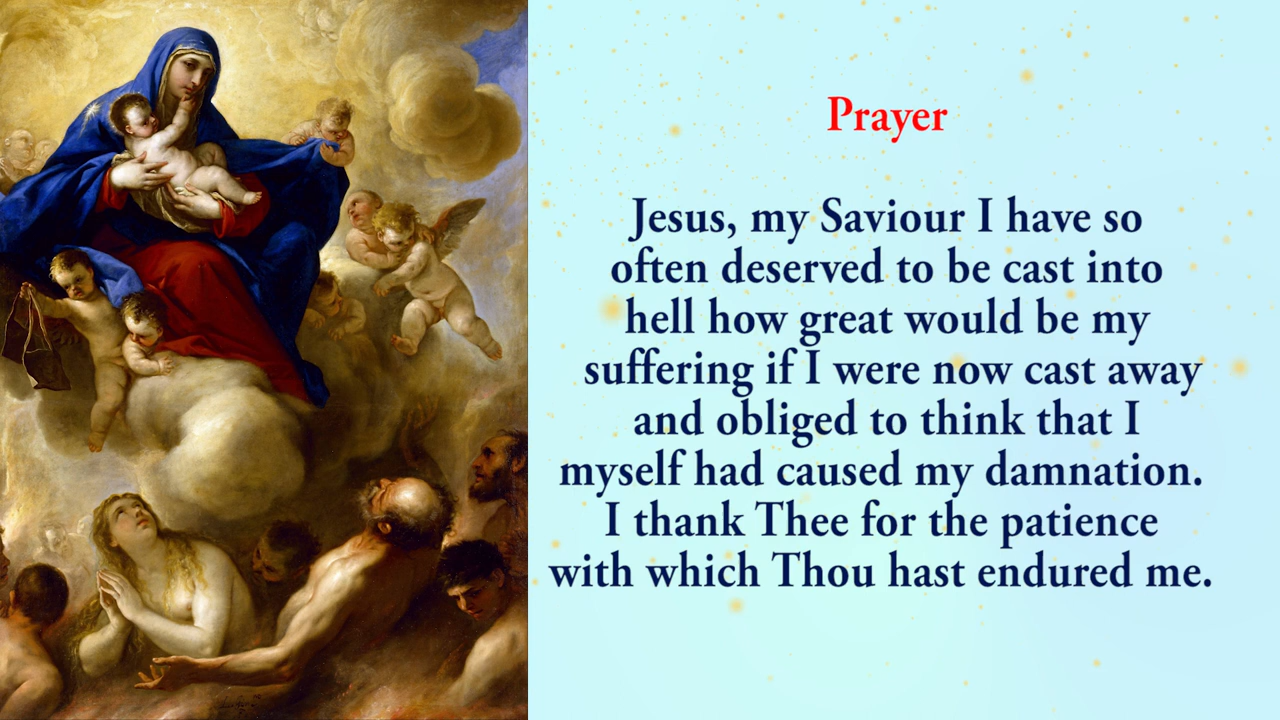 Prayer
Jesus, my Saviour I have so
often deserved to be cast into
hell how great would be my
suffering if I were now cast away
and obliged to think that I
myself had caused my damnation.
I thank Thee for the patience
with which Thou hast endured me.